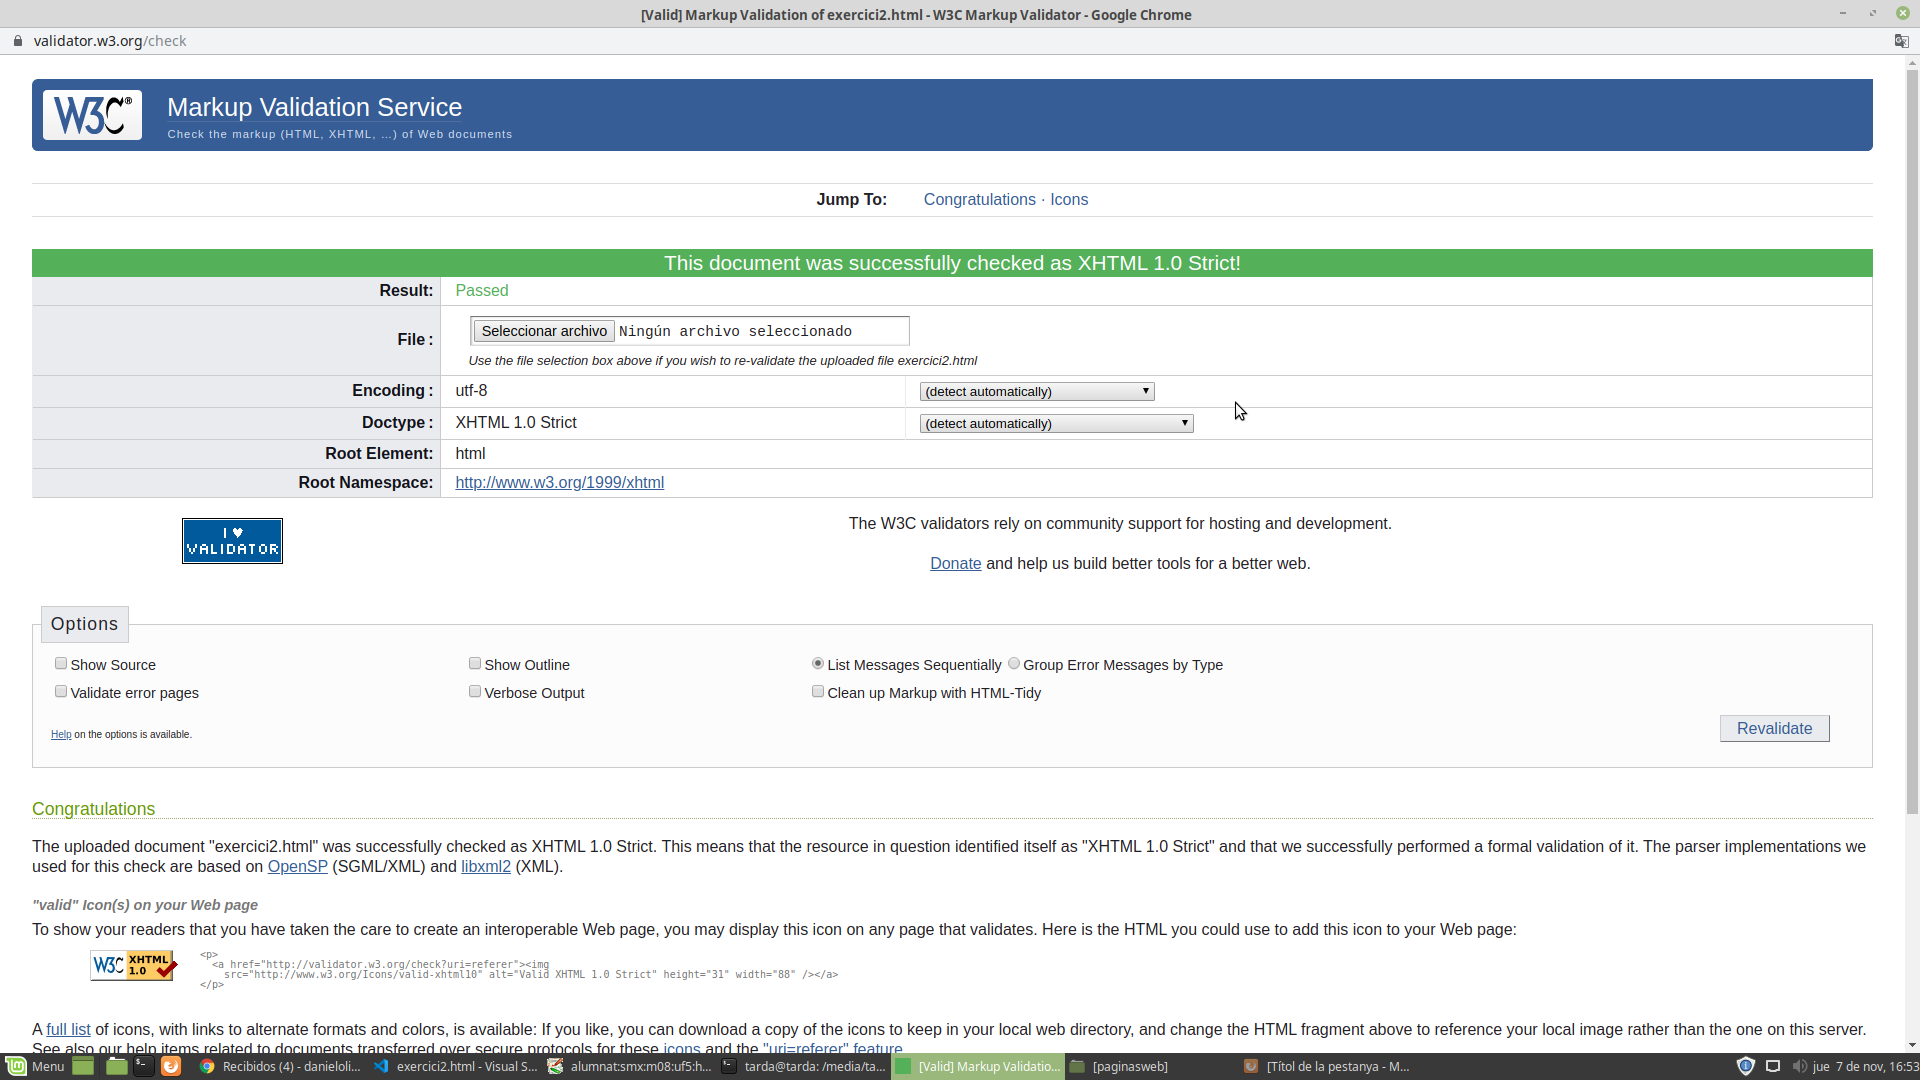 [Valid] Markup Validation of exercici2.html - W3C Markup Validator - Google Chrome
validator.w3.org/check
W3C® Markup Validation Service
Check the markup (HTML, XHTML, …) of Web documents
Jump To: Congratulations · Icons
This document was successfully checked as XHTML 1.0 Strict!
Result: Passed
File : Seleccionar archivo Ningún archivo seleccionado
Use the file selection box above if you wish to re-validate the uploaded file exercici2.html
Encoding : utf-8 (detect automatically)
Doctype : XHTML 1.0 Strict (detect automatically)
Root Element: html
Root Namespace: http://www.w3.org/1999/xhtml
I ♥
VALIDATOR
The W3C validators rely on community support for hosting and development.
Donate and help us build better tools for a better web.
Options
Show Source Show Outline List Messages Sequentially Group Error Messages by Type
Validate error pages Verbose Output Clean up Markup with HTML-Tidy
Help on the options is available.
Revalidate
Congratulations
The uploaded document "exercici2.html" was successfully checked as XHTML 1.0 Strict. This means that the resource in question identified itself as "XHTML 1.0 Strict" and that we successfully performed a formal validation of it. The parser implementations we
used for this check are based on OpenSP (SGML/XML) and libxml2 (XML).
"valid" Icon(s) on your Web page
To show your readers that you have taken the care to create an interoperable Web page, you may display this icon on any page that validates. Here is the HTML you could use to add this icon to your Web page:
W3C XHTML 1.0
<p>
<a href="http://validator.w3.org/check?uri=referer"><img
src="http://www.w3.org/Icons/valid-xhtml10" alt="Valid XHTML 1.0 Strict" height="31" width="88" /></a>
</p>
A full list of icons, with links to alternate formats and colors, is available: If you like, you can download a copy of the icons to keep in your local web directory, and change the HTML fragment above to reference your local image rather than the one on this server.
See also our help items related to documents transferred over secure protocols for these icons and the "uri=referer" feature
Menu Recibidos (4) - danieloli... exercici2.html - Visual S... alumnat:smx:m08:uf5:h... tarda@tarda: /media/ta... [Valid] Markup Validatio... [paginasweb] [Títol de la pestanya - M... jue 7 de nov, 16:53